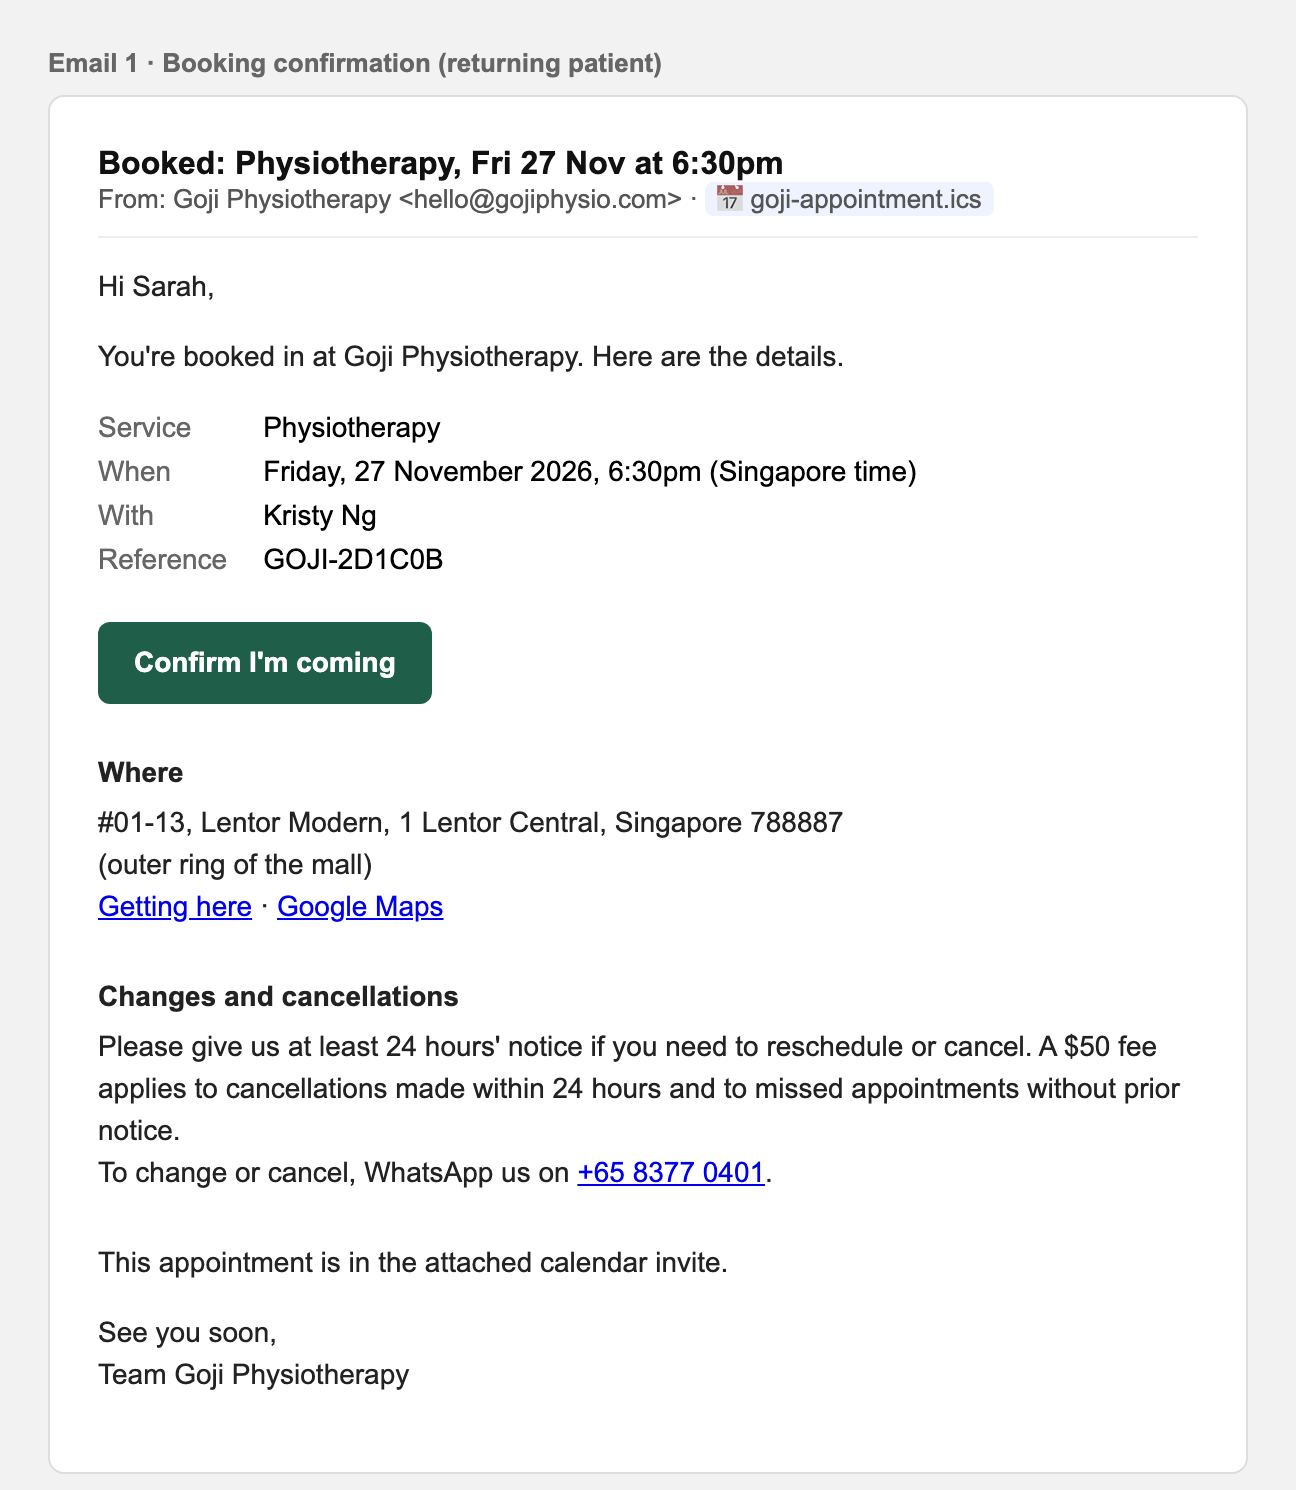 Email 1 · Booking confirmation (returning patient)
Booked: Physiotherapy, Fri 27 Nov at 6:30pm
From: Goji Physiotherapy <hello@gojiphysio.com> · 📅 goji-appointment.ics
Hi Sarah,
You're booked in at Goji Physiotherapy. Here are the details.
Service Physiotherapy
When Friday, 27 November 2026, 6:30pm (Singapore time)
With Kristy Ng
Reference GOJI-2D1C0B
Confirm I'm coming
Where
#01-13, Lentor Modern, 1 Lentor Central, Singapore 788887
(outer ring of the mall)
Getting here · Google Maps
Changes and cancellations
Please give us at least 24 hours' notice if you need to reschedule or cancel. A $50 fee
applies to cancellations made within 24 hours and to missed appointments without prior
notice.
To change or cancel, WhatsApp us on +65 8377 0401.
This appointment is in the attached calendar invite.
See you soon,
Team Goji Physiotherapy